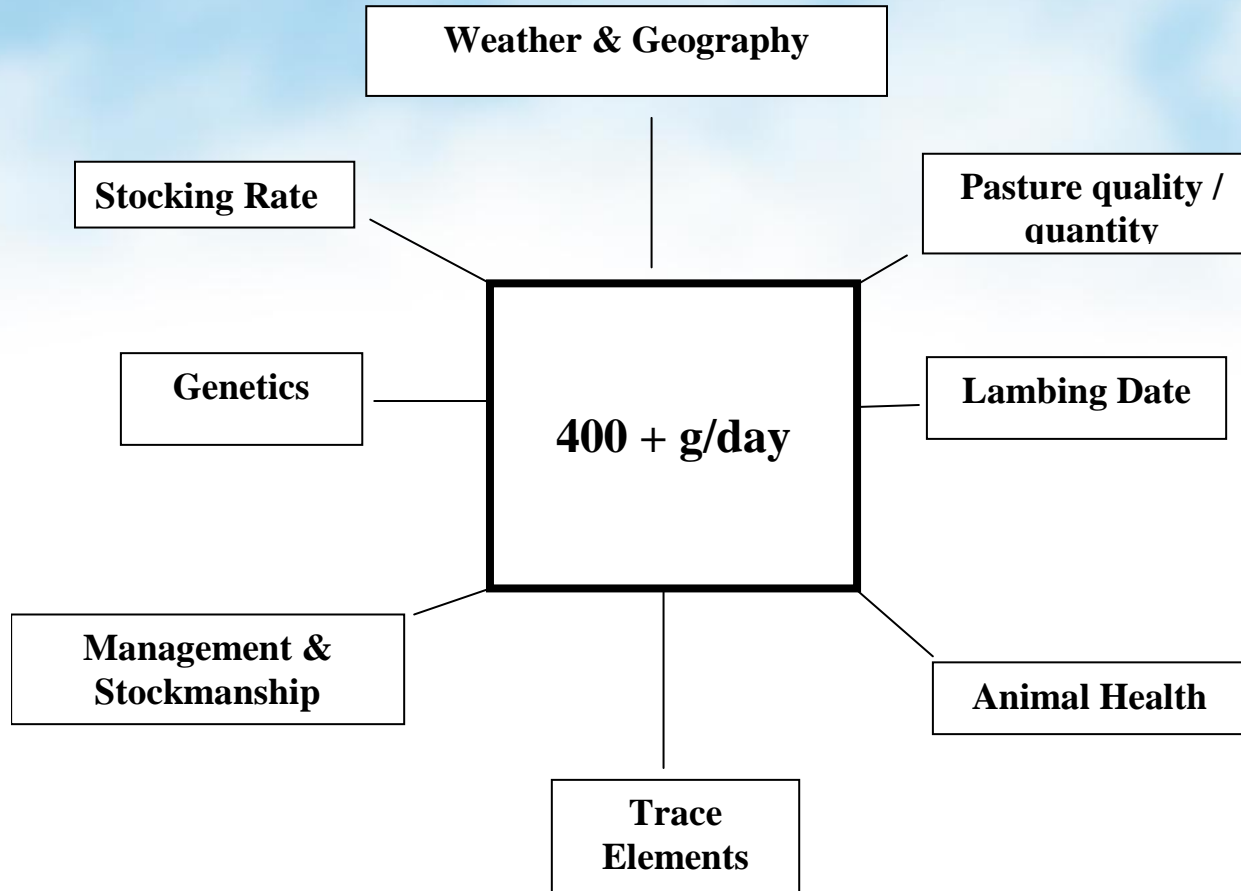 Weather & Geography
Stocking Rate
Pasture quality /
quantity
Genetics
400 + g/day
Lambing Date
Management &
Stockmanship
Animal Health
Trace
Elements